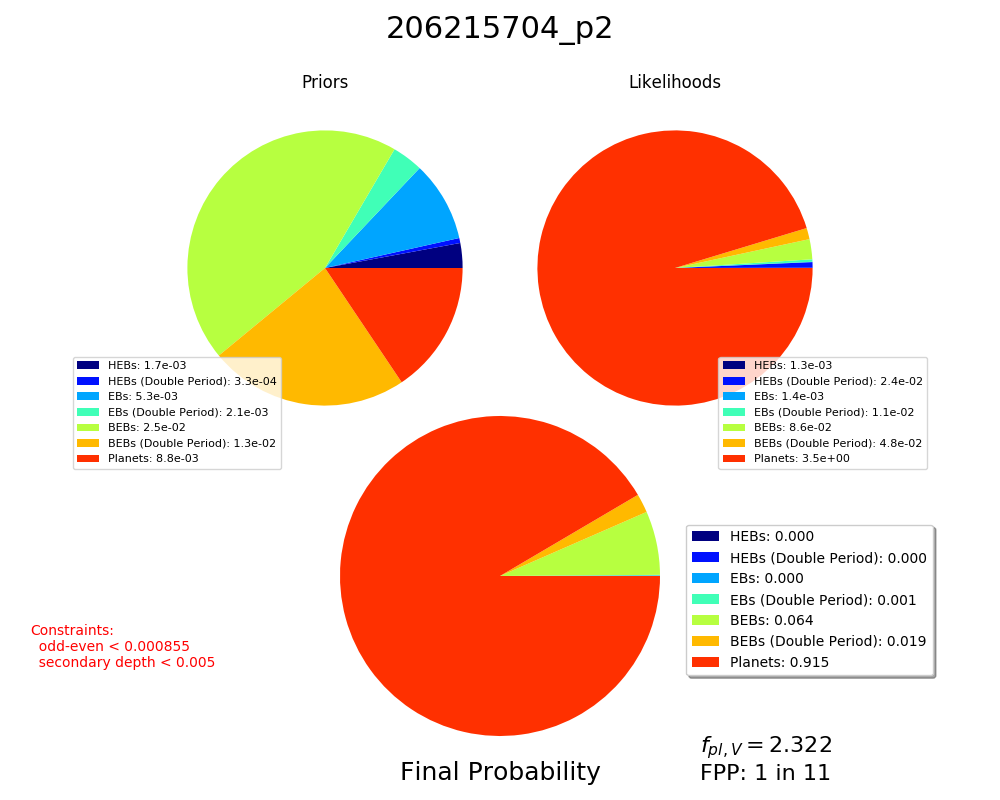 206215704_p2
Priors
Likelihoods
HEBs: 1.7e-03
HEBs (Double Period): 3.3e-04
EBs: 5.3e-03
EBs (Double Period): 2.1e-03
BEBs: 2.5e-02
BEBs (Double Period): 1.3e-02
Planets: 8.8e-03
HEBs: 1.3e-03
HEBs (Double Period): 2.4e-02
EBs: 1.4e-03
EBs (Double Period): 1.1e-02
BEBs: 8.6e-02
BEBs (Double Period): 4.8e-02
Planets: 3.5e+00
HEBs: 0.000
HEBs (Double Period): 0.000
EBs: 0.000
EBs (Double Period): 0.001
BEBs: 0.064
BEBs (Double Period): 0.019
Planets: 0.915
Constraints:
odd-even < 0.000855
secondary depth < 0.005
Final Probability
f_{pl, V} = 2.322
FPP: 1 in 11